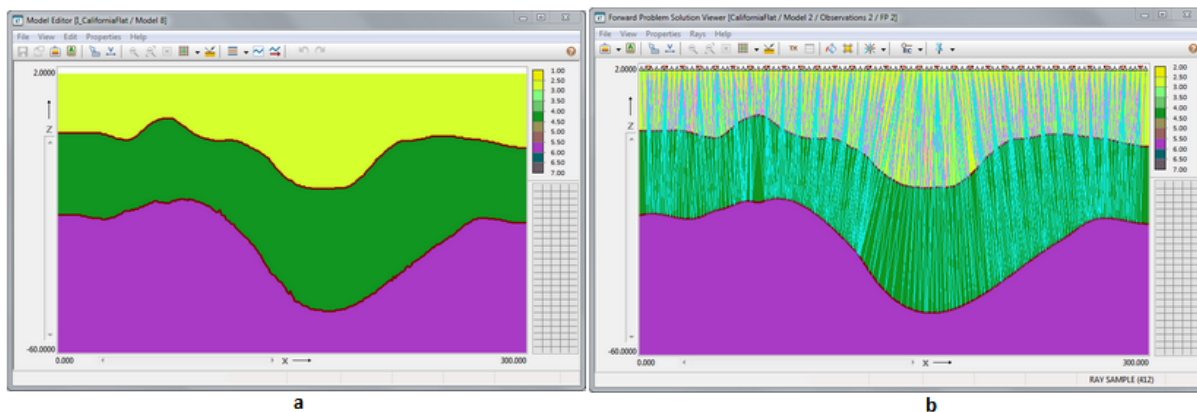 Model Editor [J_CaliforniaFlat / Model 8]
File View Edit Properties Help
2.0000
Z
1.00
2.00
2.50
3.00
3.50
4.00
4.50
5.00
5.50
6.00
6.50
7.00
-60.0000
0.000
X
300.000
a
Forward Problem Solution Viewer [CaliforniaFlat / Model 2 / Observations 2 / FP 2]
File View Properties Rays Help
2.0000
Z
2.00
2.50
3.00
3.50
4.00
4.50
5.00
5.50
6.00
6.50
7.00
-60.0000
0.000
X
300.000
RAY SAMPLE (412)
b